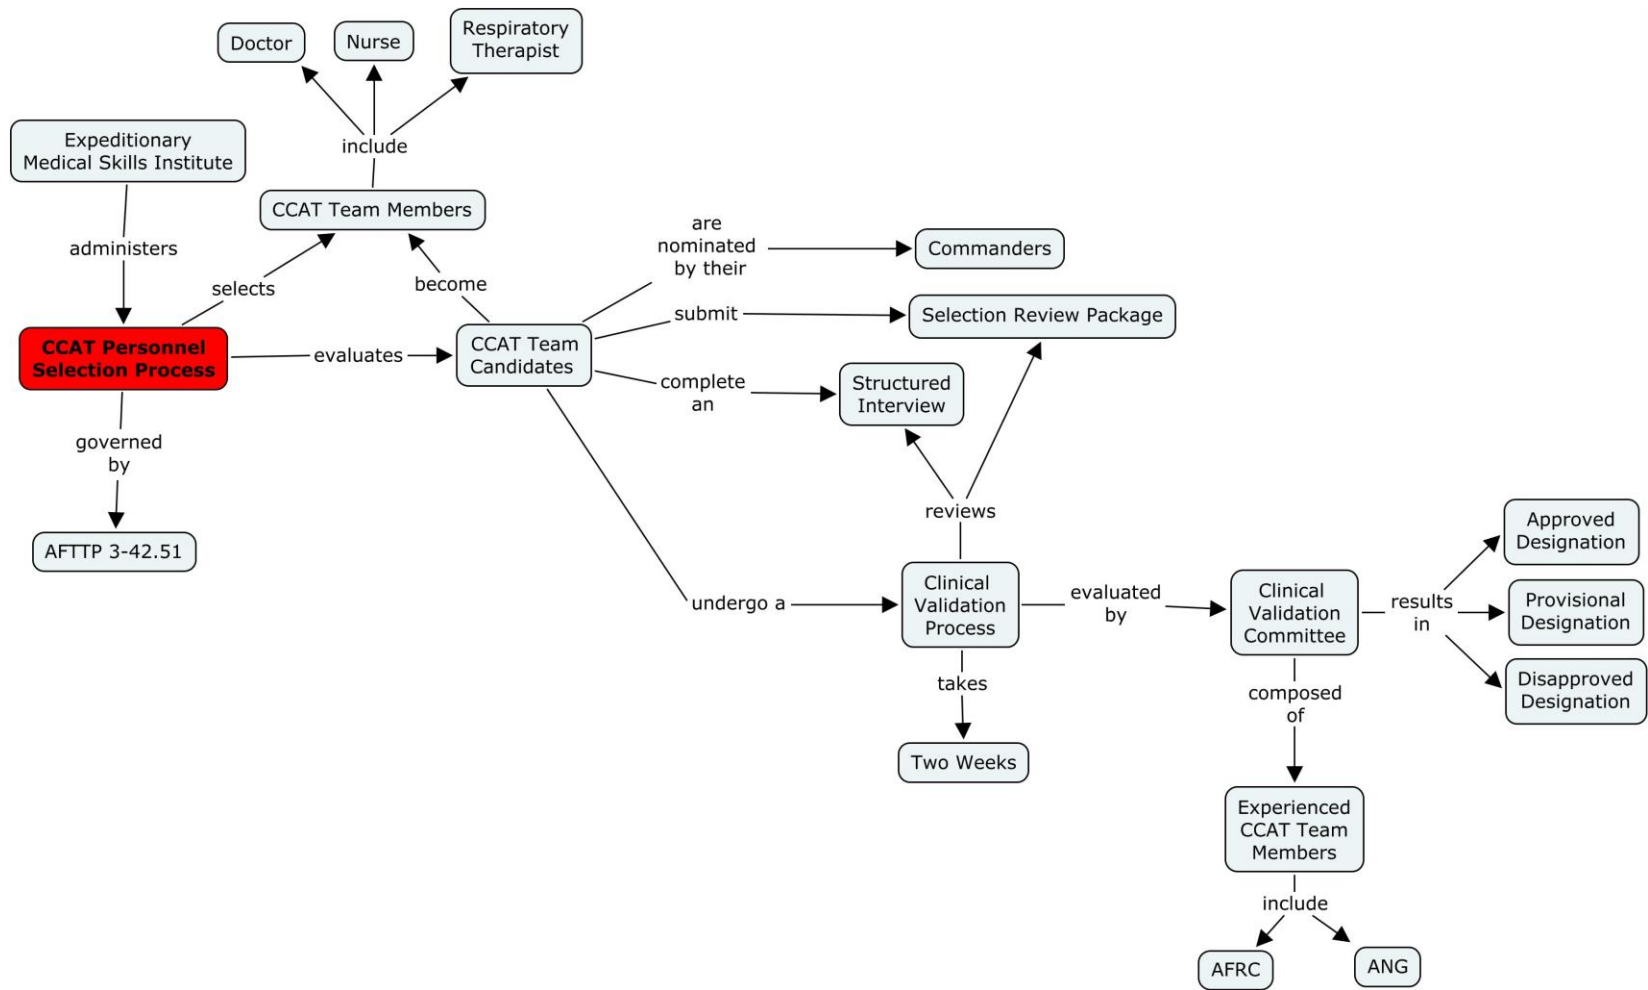 Doctor
Nurse
Respiratory
Therapist
Expeditionary
Medical Skills Institute
include
CCAT Team Members
administers
selects
become
are
nominated
by their
Commanders
submit
Selection Review Package
CCAT Personnel
Selection Process
evaluates
CCAT Team
Candidates
complete
an
Structured
Interview
governed
by
AFTTP 3-42.51
reviews
undergo a
Clinical
Validation
Process
evaluated
by
Clinical
Validation
Committee
results
in
Approved
Designation
Provisional
Designation
Disapproved
Designation
takes
Two Weeks
composed
of
Experienced
CCAT Team
Members
include
AFRC
ANG